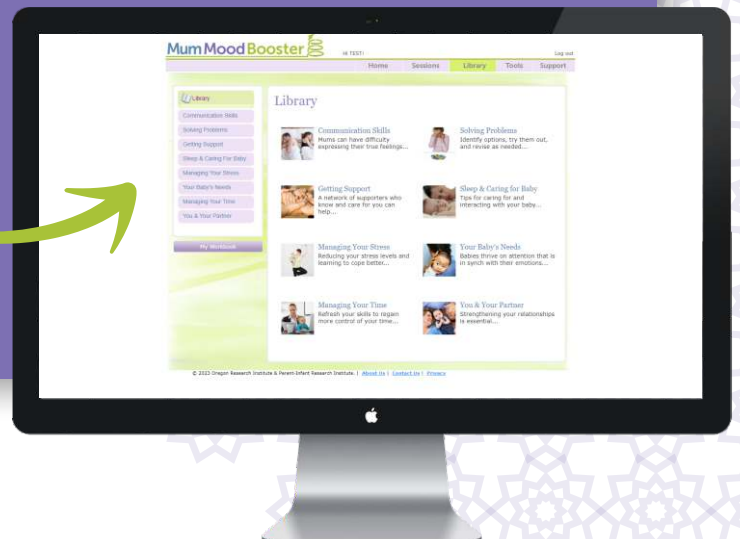 Mum Mood Booster
Hi TEST!
Log out
Home Sessions Library Tools Support
Library
Communication Skills
Solving Problems
Getting Support
Sleep & Caring For Baby
Managing Your Stress
Your Baby's Needs
Managing Your Time
You & Your Partner
My Workbook
Library
Communication Skills
Mums can have difficulty
expressing their true feelings...
Solving Problems
Identify options, try them out,
and revise as needed...
Getting Support
A network of supporters who
know and care for you can
help...
Sleep & Caring for Baby
Tips for caring for and
interacting with your baby...
Managing Your Stress
Reducing your stress levels and
learning to cope better...
Your Baby's Needs
Babies thrive on attention that is
in synch with their emotions...
Managing Your Time
Refresh your skills to regain
more control of your time...
You & Your Partner
Strengthening your relationships
is essential...
© 2023 Oregon Research Institute & Parent-Infant Research Institute. | About Us | Contact Us | Privacy